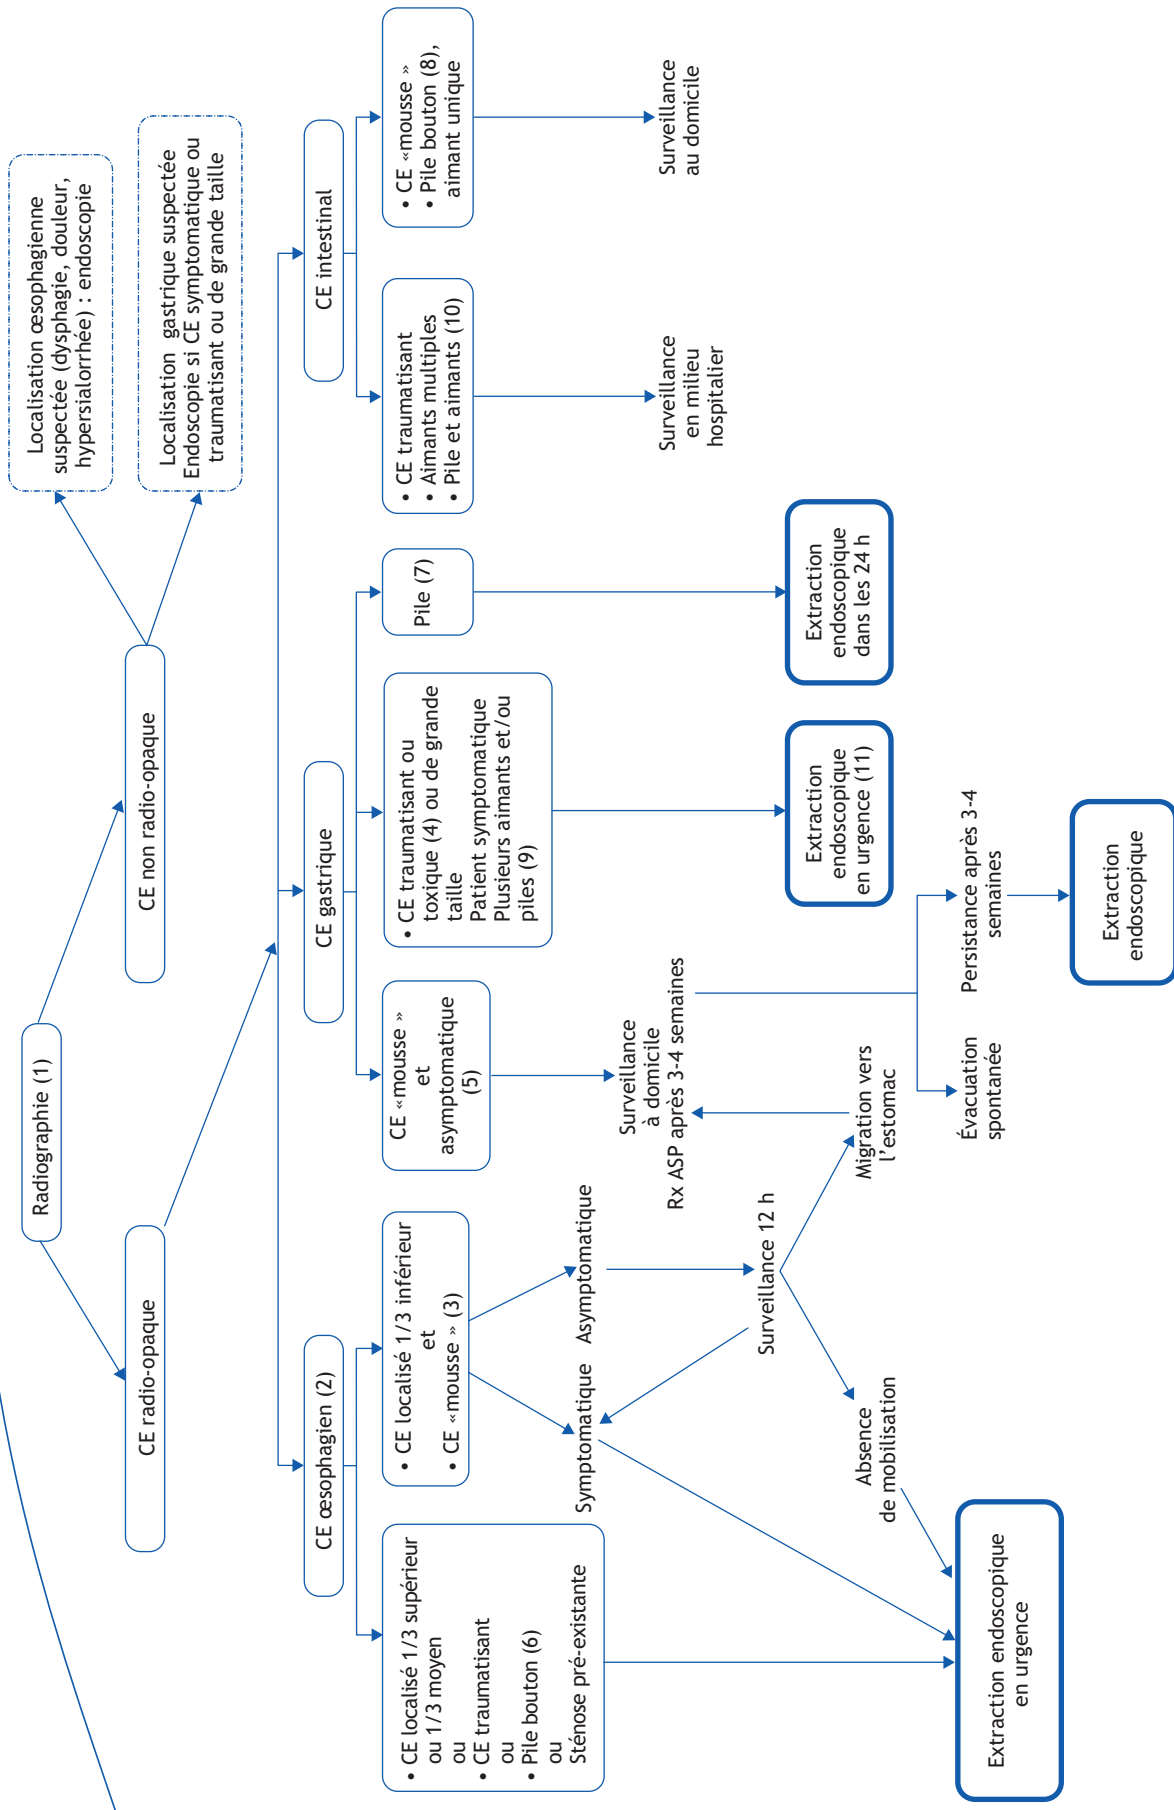 Radiographie (1)
CE radio-opaque
CE non radio-opaque
Localisation œsophagienne
suspectée (dysphagie, douleur,
hypersialorrhée) : endoscopie
Localisation gastrique suspectée
Endoscopie si CE symptomatique ou
traumatisant ou de grande taille
CE œsophagien (2)
CE gastrique
CE intestinal
• CE localisé 1/3 supérieur
ou 1/3 moyen
ou
• CE traumatisant
ou
• Pile bouton (6)
ou
Sténose pré-existante
• CE localisé 1/3 inférieur
et
• CE «mousse » (3)
CE «mousse »
et
asymptomatique
(5)
• CE traumatisant ou
toxique (4) ou de grande
taille
Patient symptomatique
Plusieurs aimants et/ou
piles (9)
Pile (7)
• CE traumatisant
• Aimants multiples
• Pile et aimants (10)
• CE «mousse »
• Pile bouton (8),
aimant unique
Symptomatique
Asymptomatique
Surveillance
à domicile
Rx ASP après 3-4 semaines
Surveillance
en milieu
hospitalier
Surveillance
au domicile
Surveillance 12 h
Extraction
endoscopique
en urgence (11)
Extraction
endoscopique
dans les 24 h
Absence
de mobilisation
Migration vers
l'estomac
Évacuation
spontanée
Persistance après 3-4
semaines
Extraction endoscopique
en urgence
Extraction
endoscopique